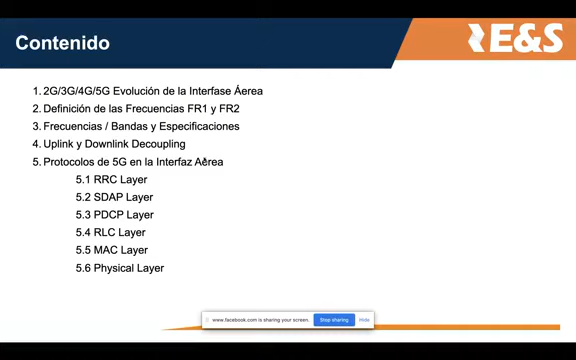 Contenido
E&S
1. 2G/3G/4G/5G Evolución de la Interfase Áerea
2. Definición de las Frecuencias FR1 y FR2
3. Frecuencias / Bandas y Especificaciones
4. Uplink y Downlink Decoupling
5. Protocolos de 5G en la Interfaz Aérea
5.1 RRC Layer
5.2 SDAP Layer
5.3 PDCP Layer
5.4 RLC Layer
5.5 MAC Layer
5.6 Physical Layer
www.facebook.com is sharing your screen. Stop sharing Hide